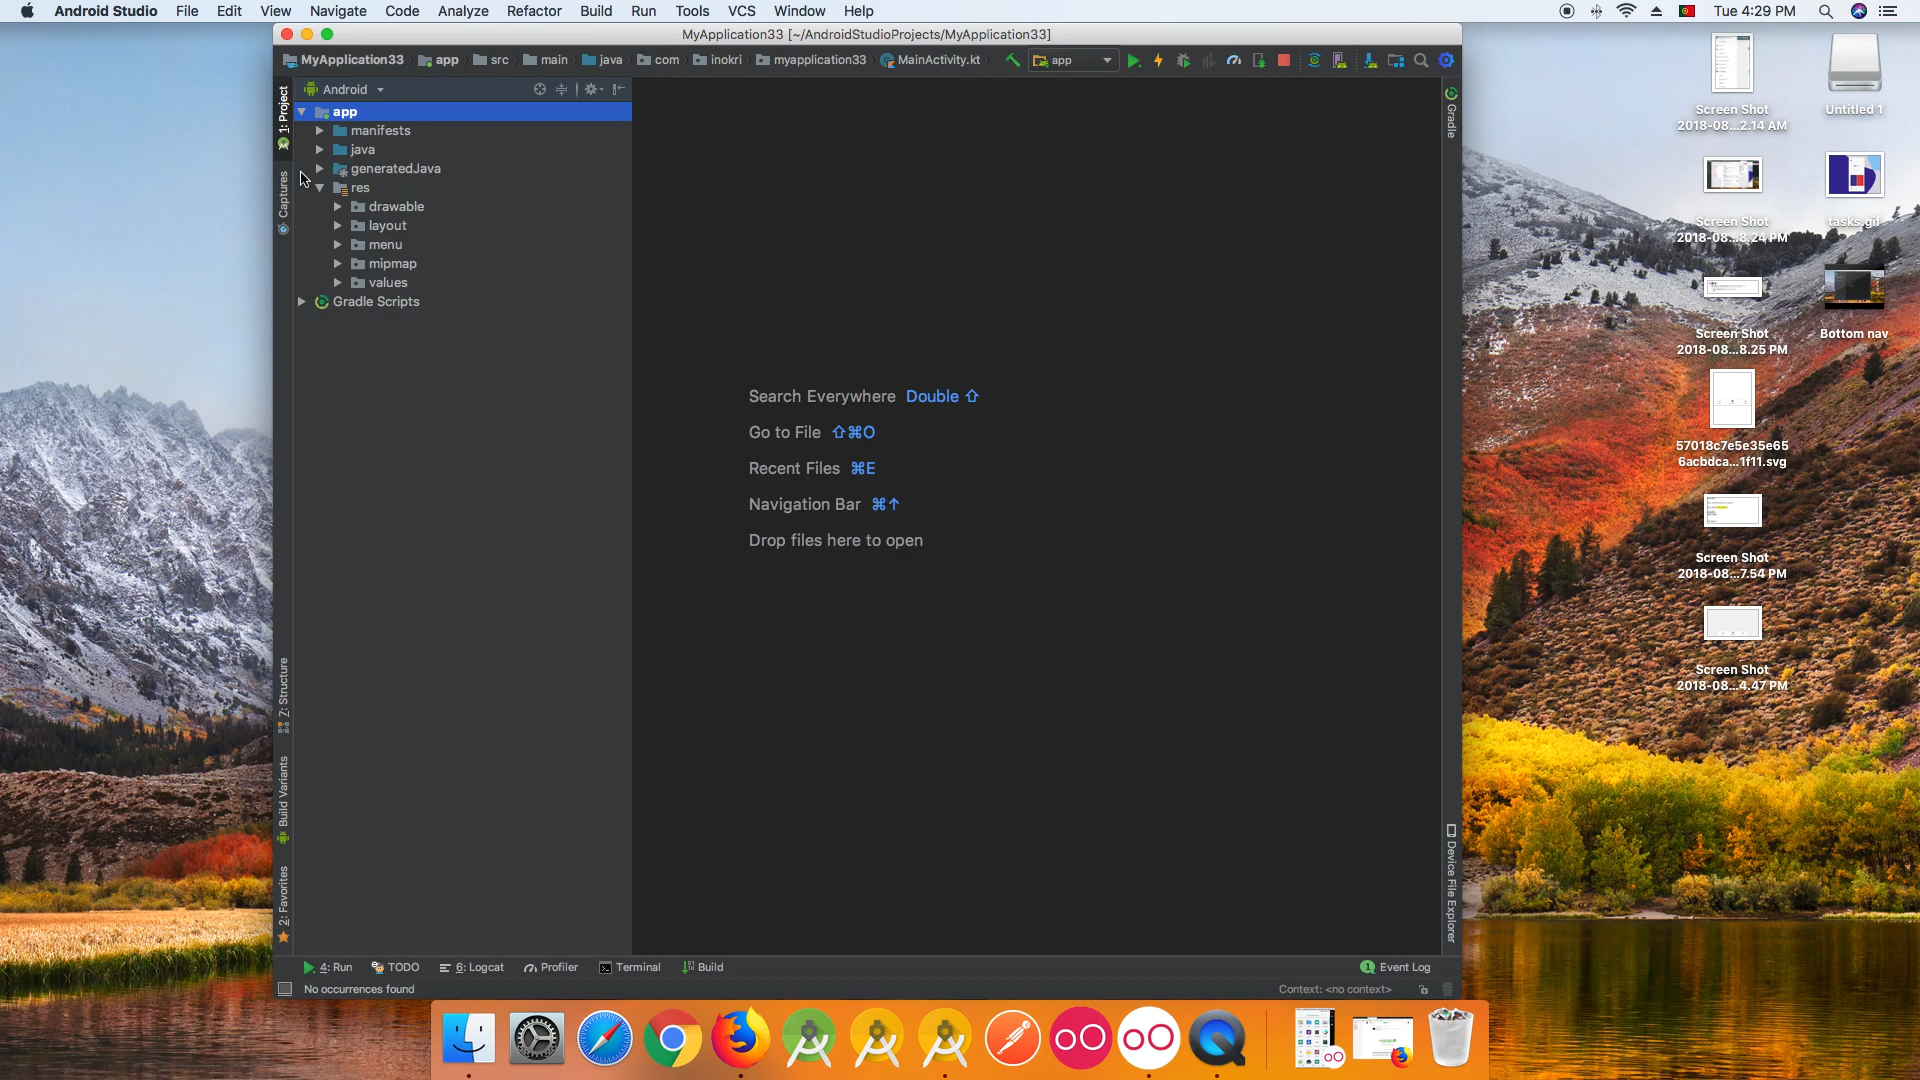 Android Studio File Edit View Navigate Code Analyze Refactor Build Run Tools VCS Window Help Tue 4:29 PM
MyApplication33 [~/AndroidStudioProjects/MyApplication33]
MyApplication33 app src main java com inokri myapplication33 MainActivity.kt app
Android
app
manifests
java
generatedJava
res
drawable
layout
menu
mipmap
values
Gradle Scripts
1: Project
Captures
Z: Structure
Build Variants
2: Favorites
Search Everywhere Double ⇧
Go to File ⇧⌘O
Recent Files ⌘E
Navigation Bar ⌘↑
Drop files here to open
Gradle
Device File Explorer
4: Run TODO 6: Logcat Profiler Terminal Build 1 Event Log
No occurrences found Context: <no context>
Screen Shot
2018-08...2.14 AM
Untitled 1
Screen Shot
2018-08...8.24 PM
tasks.gif
Screen Shot
2018-08...8.25 PM
Bottom nav
57018c7e5e35e65
6acbdca...1f11.svg
Screen Shot
2018-08...7.54 PM
Screen Shot
2018-08...4.47 PM